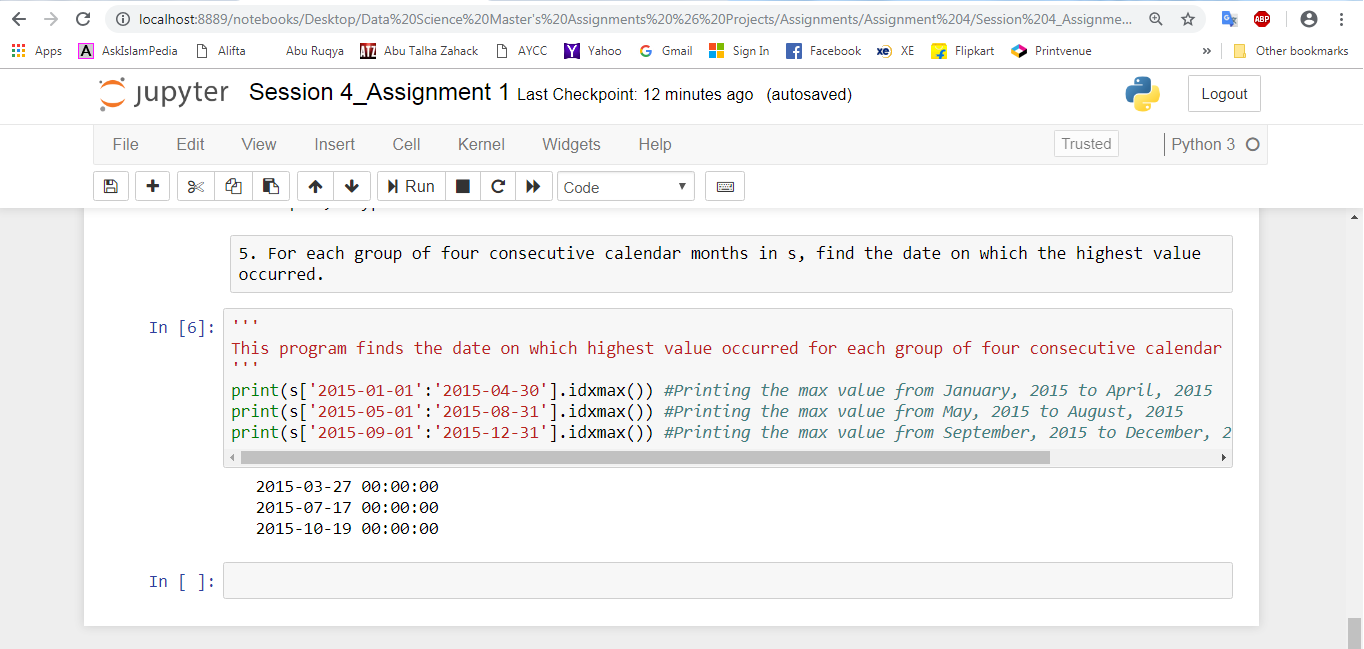 localhost:8889/notebooks/Desktop/Data%20Science%20Master's%20Assignments%20%26%20Projects/Assignments/Assignment%204/Session%204_Assignme...
ABP
Apps A AskIslamPedia Alifta Abu Ruqya ATZ Abu Talha Zahack AYCC Y Yahoo G Gmail Sign In f Facebook xe XE f Flipkart Printvenue » Other bookmarks
jupyter Session 4_Assignment 1 Last Checkpoint: 12 minutes ago (autosaved) Logout
File Edit View Insert Cell Kernel Widgets Help Trusted Python 3
Run Code
5. For each group of four consecutive calendar months in s, find the date on which the highest value
occurred.
In [6]: '''
This program finds the date on which highest value occurred for each group of four consecutive calendar
'''
print(s['2015-01-01':'2015-04-30'].idxmax()) #Printing the max value from January, 2015 to April, 2015
print(s['2015-05-01':'2015-08-31'].idxmax()) #Printing the max value from May, 2015 to August, 2015
print(s['2015-09-01':'2015-12-31'].idxmax()) #Printing the max value from September, 2015 to December, 2
2015-03-27 00:00:00
2015-07-17 00:00:00
2015-10-19 00:00:00
In [ ]: